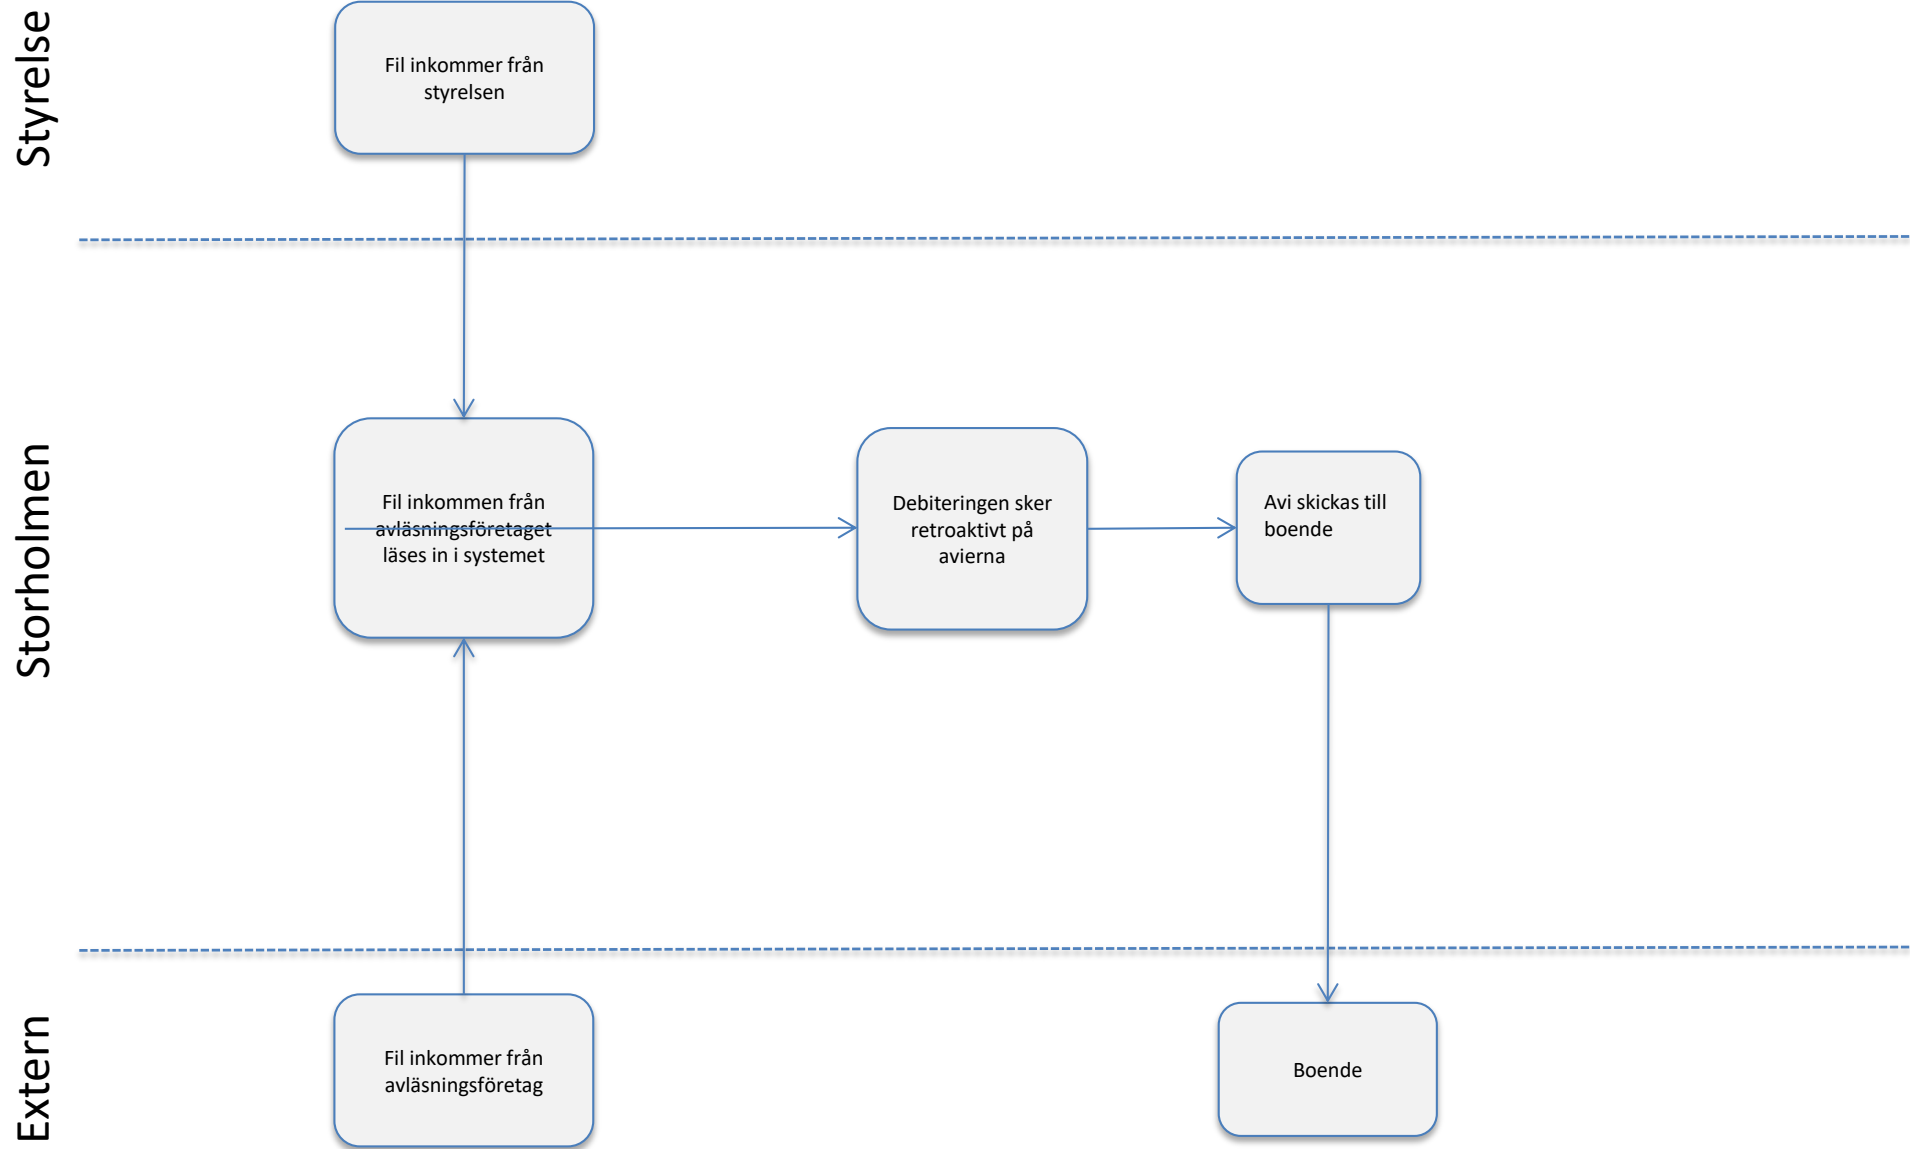 Styrelse
Fil inkommer från
styrelsen
Storholmen
Fil inkommen från
avläsningsföretaget
läses in i systemet
Debiteringen sker
retroaktivt på
avierna
Avi skickas till
boende
Extern
Fil inkommer från
avläsningsföretag
Boende